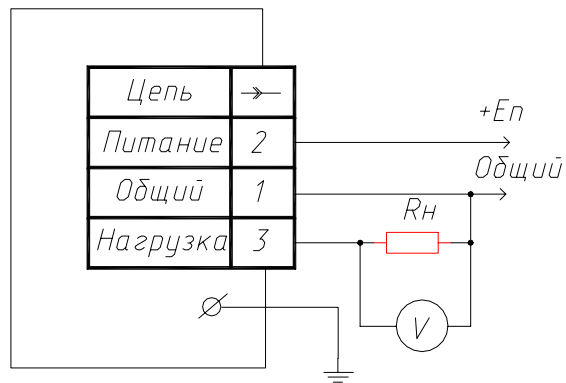 Цепь
Питание 2
+Еп
Общий 1
Общий
Нагрузка 3
Rн
V